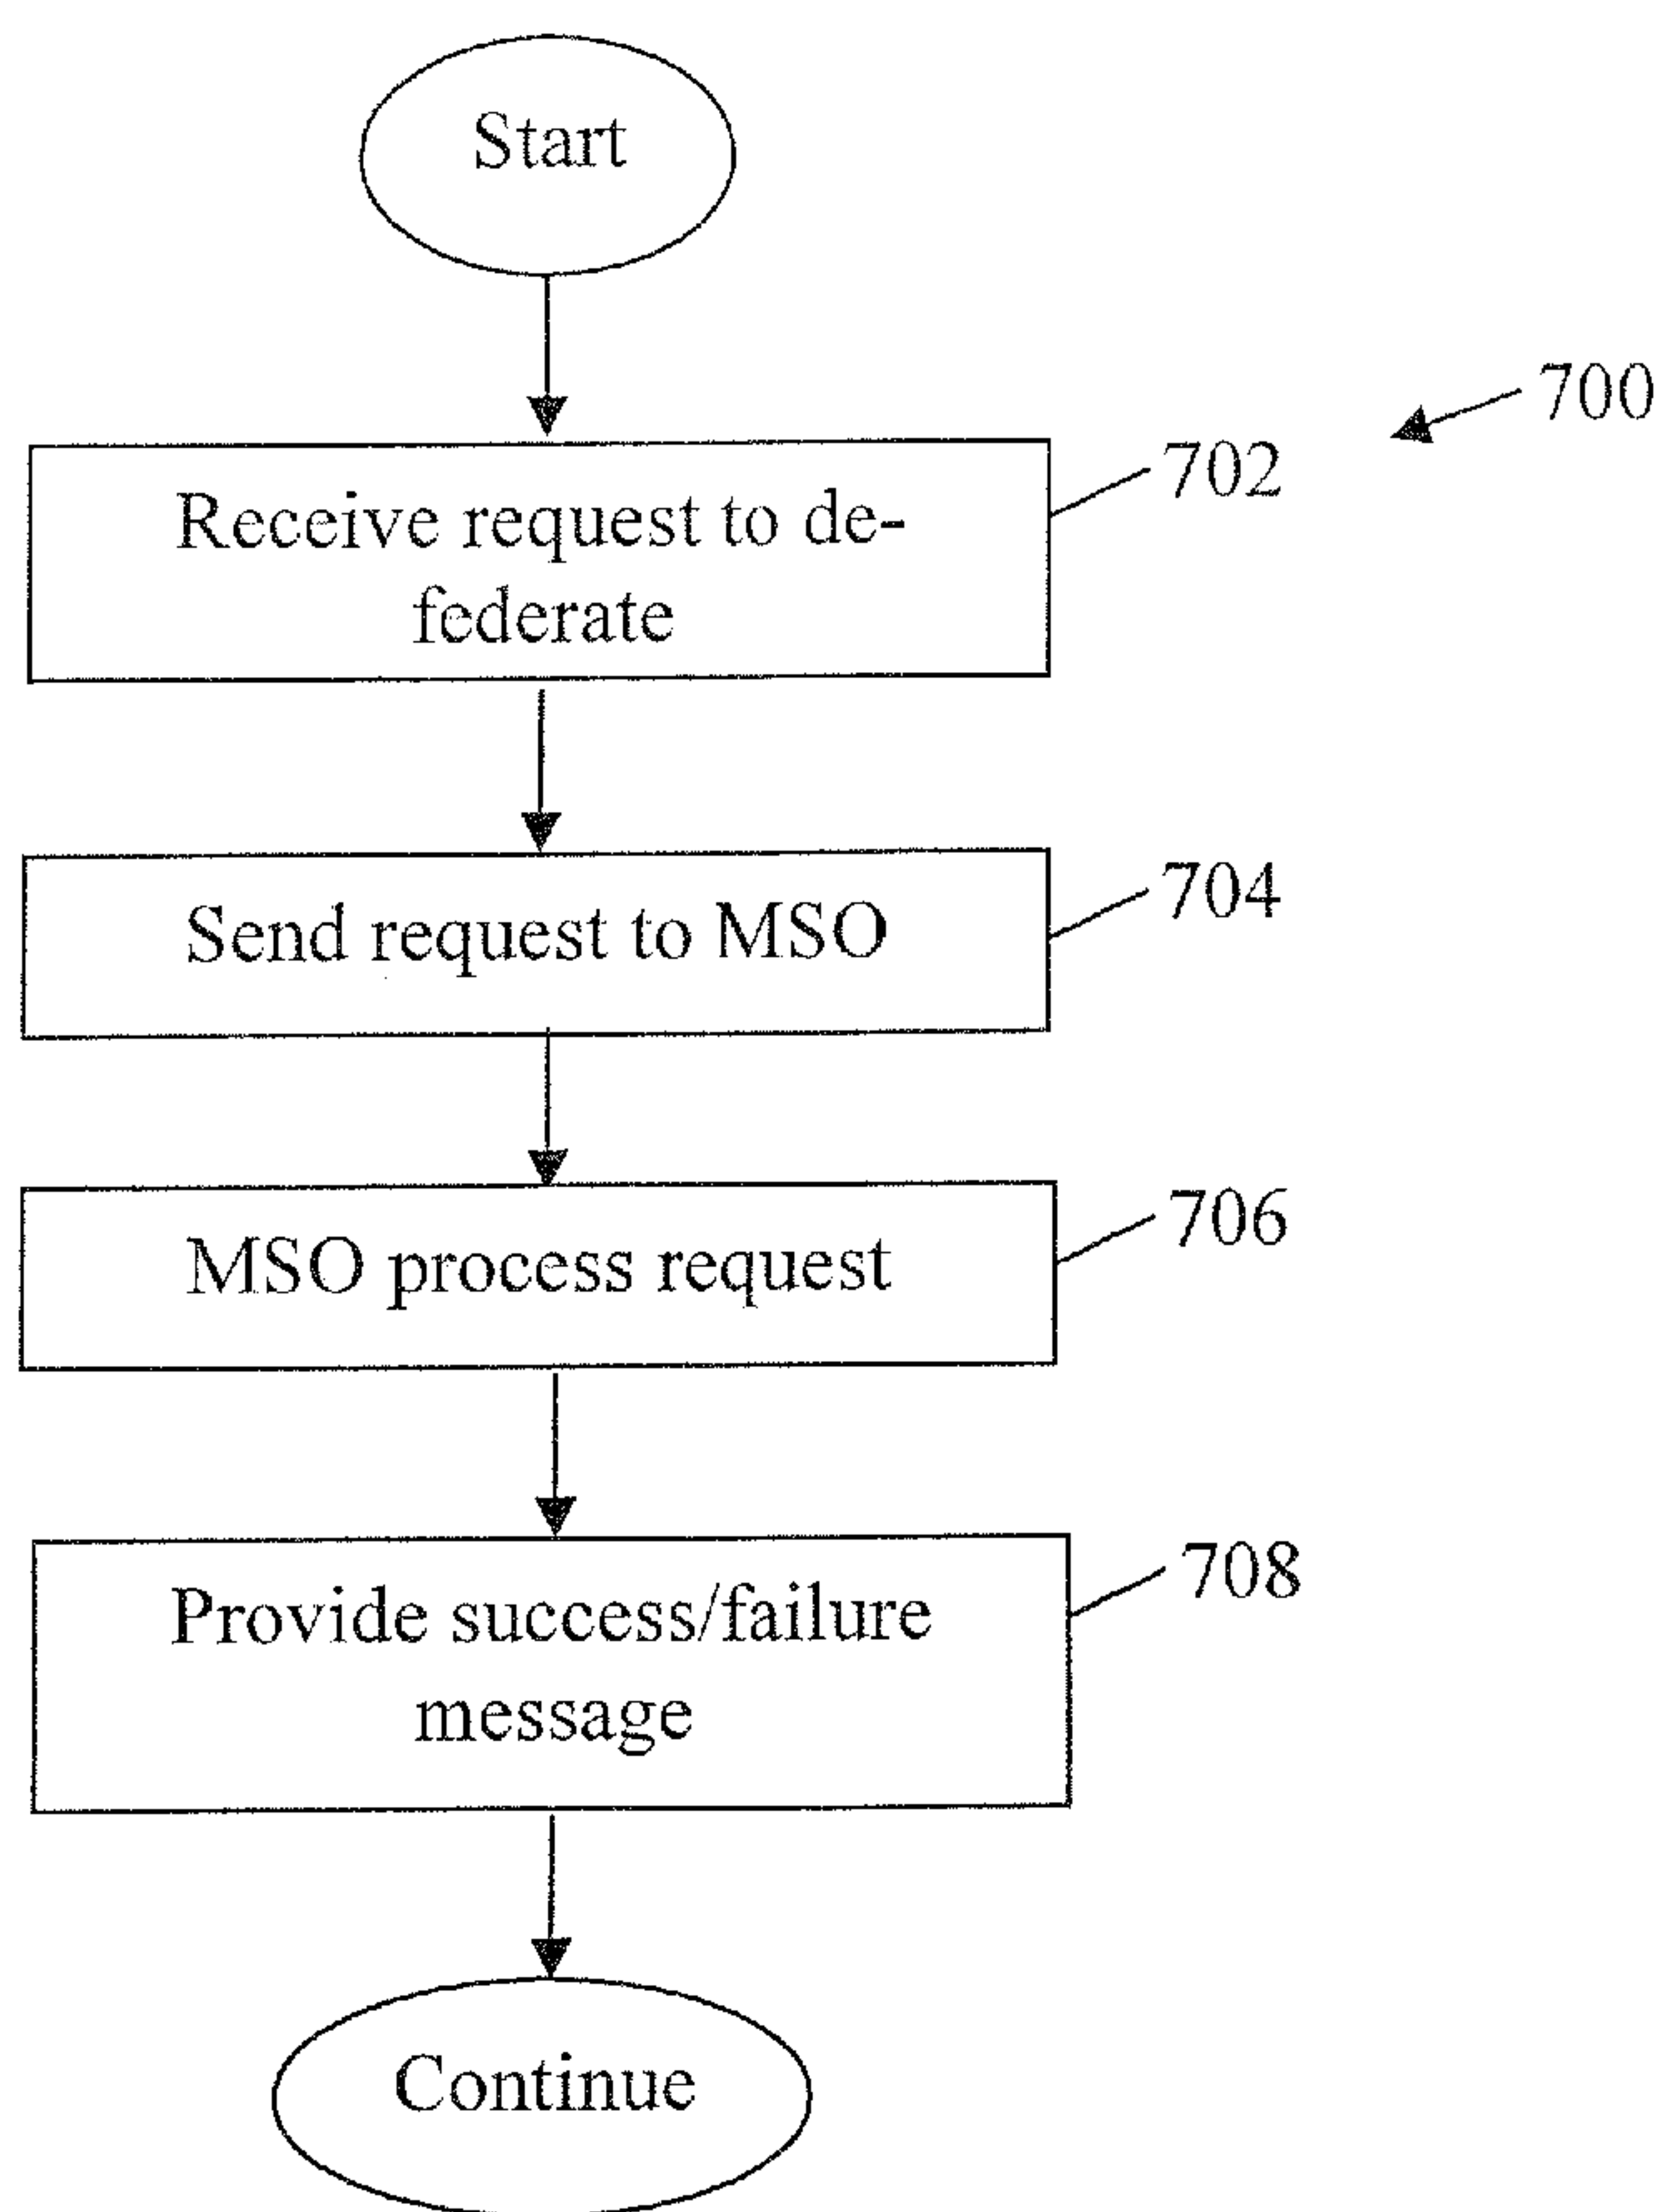 Start
700
702
Receive request to de-
federate
704
Send request to MSO
706
MSO process request
708
Provide success/failure
message
Continue